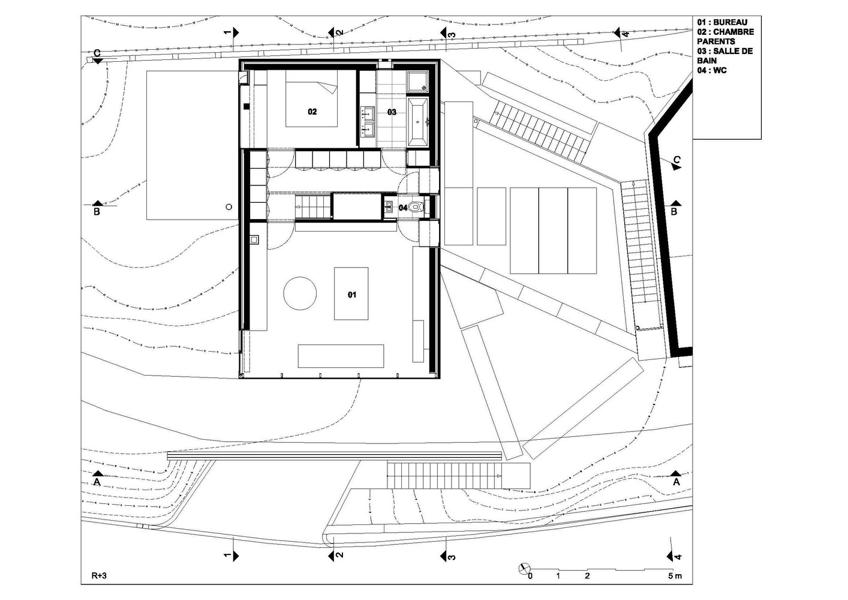 01 : BUREAU
02 : CHAMBRE
PARENTS
03 : SALLE DE
BAIN
04 : WC
1
2
3
4
C
02
03
C
B
04
B
01
A
A
1
2
3
4
R+3
0 1 2 5 m